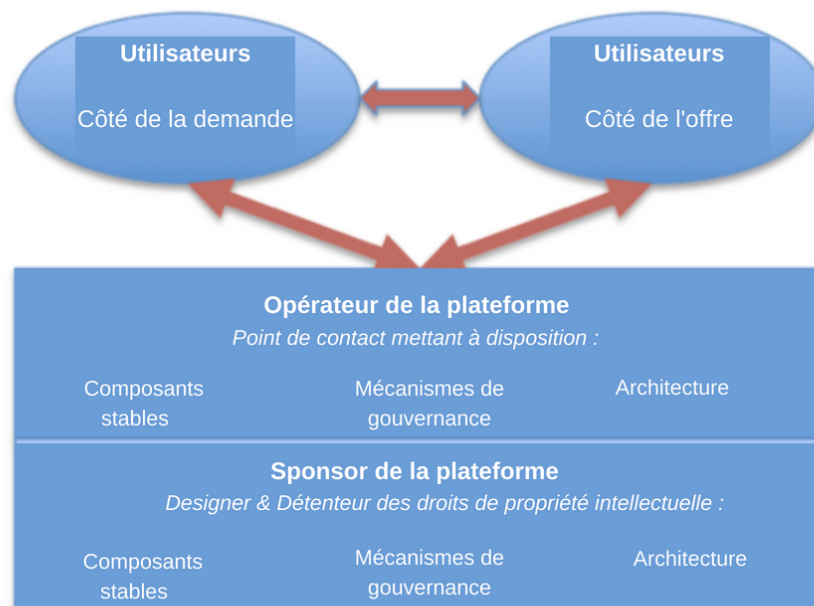 Utilisateurs
Côté de la demande
Utilisateurs
Côté de l'offre
Opérateur de la plateforme
Point de contact mettant à disposition :
Composants
stables
Mécanismes de
gouvernance
Architecture
Sponsor de la plateforme
Designer & Détenteur des droits de propriété intellectuelle :
Composants
stables
Mécanismes de
gouvernance
Architecture